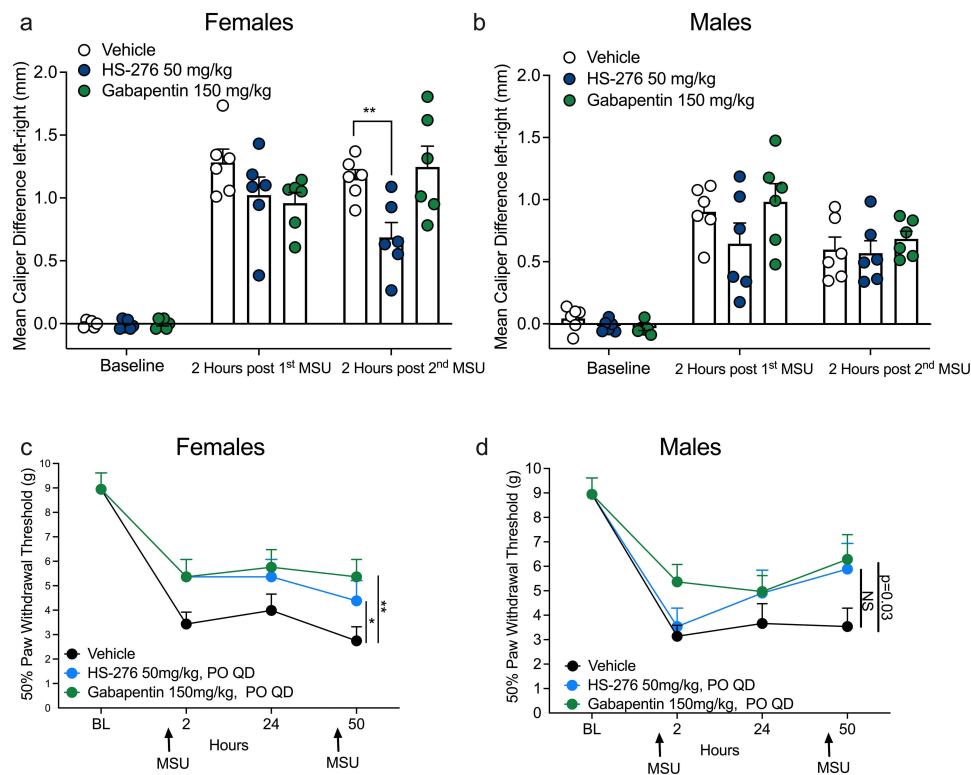 a
Females
Vehicle
HS-276 50 mg/kg
Gabapentin 150 mg/kg
Mean Caliper Difference left-right (mm)
2.0
1.5
1.0
0.5
0.0
**
Baseline
2 Hours post 1st MSU
2 Hours post 2nd MSU
b
Males
Vehicle
HS-276 50 mg/kg
Gabapentin 150 mg/kg
Mean Caliper Difference left-right (mm)
2.0
1.5
1.0
0.5
0.0
Baseline
2 Hours post 1st MSU
2 Hours post 2nd MSU
c
Females
50% Paw Withdrawal Threshold (g)
10
9
8
7
6
5
4
3
2
1
0
*
**
Vehicle
HS-276 50mg/kg, PO QD
Gabapentin 150mg/kg, PO QD
BL
2
24
50
Hours
MSU
MSU
d
Males
50% Paw Withdrawal Threshold (g)
10
9
8
7
6
5
4
3
2
1
0
NS
p=0.03
Vehicle
HS-276 50mg/kg, PO QD
Gabapentin 150mg/kg, PO QD
BL
2
24
50
Hours
MSU
MSU